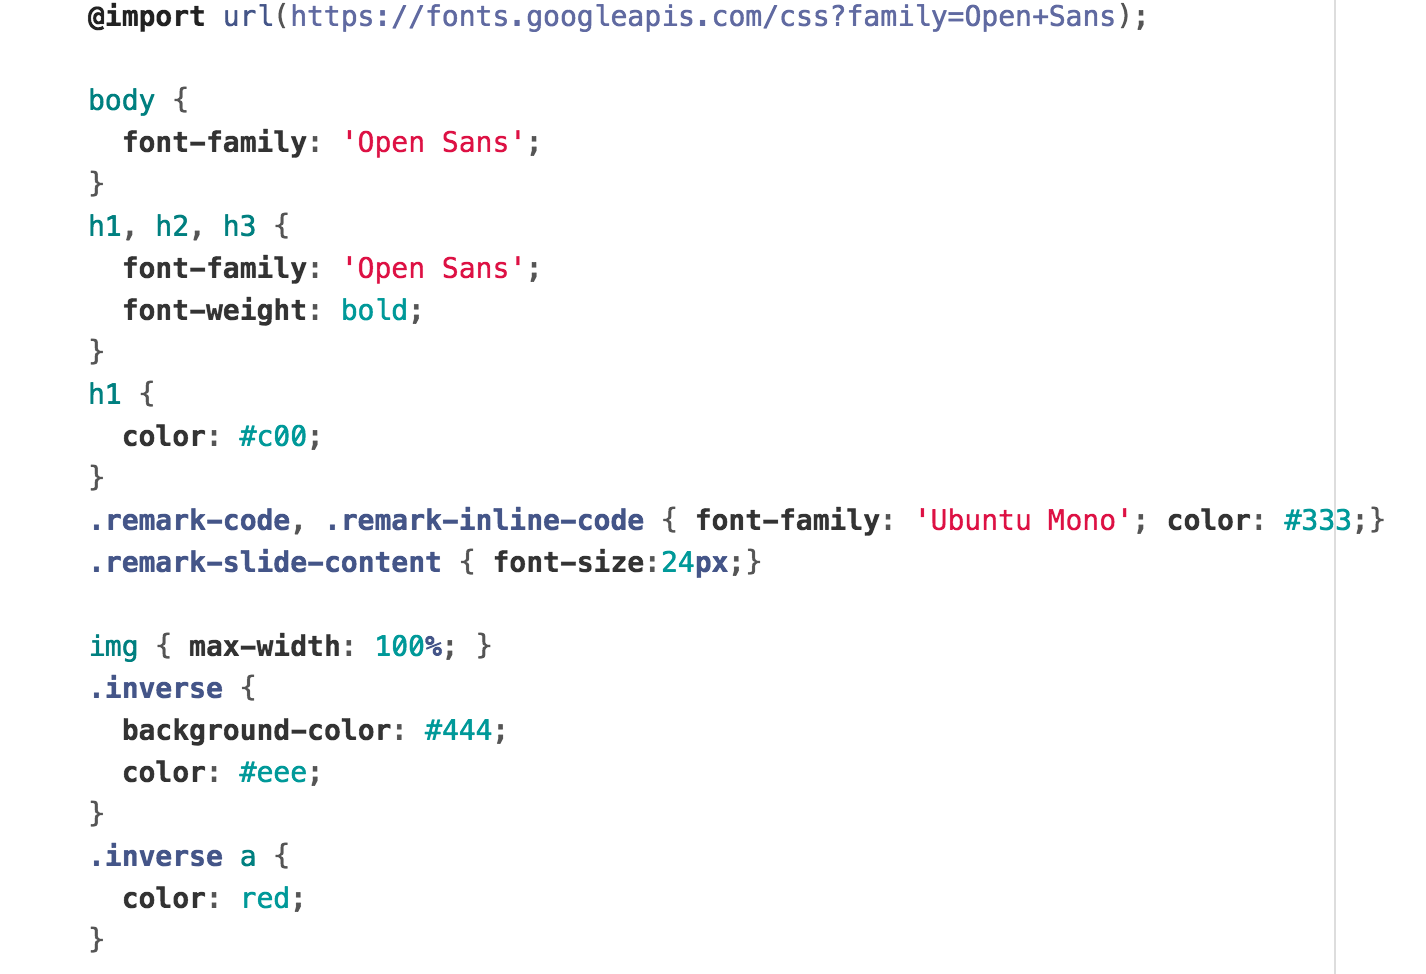 @import url(https://fonts.googleapis.com/css?family=Open+Sans);

body {
  font-family: 'Open Sans';
}
h1, h2, h3 {
  font-family: 'Open Sans';
  font-weight: bold;
}
h1 {
  color: #c00;
}
.remark-code, .remark-inline-code { font-family: 'Ubuntu Mono'; color: #333;}
.remark-slide-content { font-size:24px;}

img { max-width: 100%; }
.inverse {
  background-color: #444;
  color: #eee;
}
.inverse a {
  color: red;
}